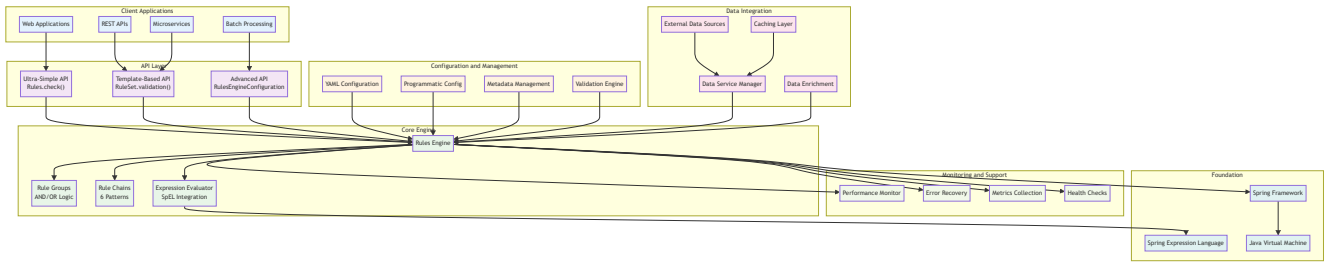 Client Applications
Web Applications
REST APIs
Microservices
Batch Processing
Data Integration
External Data Sources
Caching Layer
Data Service Manager
Data Enrichment
API Layer
Ultra-Simple API
Rules.check()
Template-Based API
RuleSet.validation()
Advanced API
RulesEngineConfiguration
Configuration and Management
YAML Configuration
Programmatic Config
Metadata Management
Validation Engine
Core Engine
Rules Engine
Rule Groups
AND/OR Logic
Rule Chains
6 Patterns
Expression Evaluator
SpEL Integration
Monitoring and Support
Performance Monitor
Error Recovery
Metrics Collection
Health Checks
Foundation
Spring Framework
Spring Expression Language
Java Virtual Machine